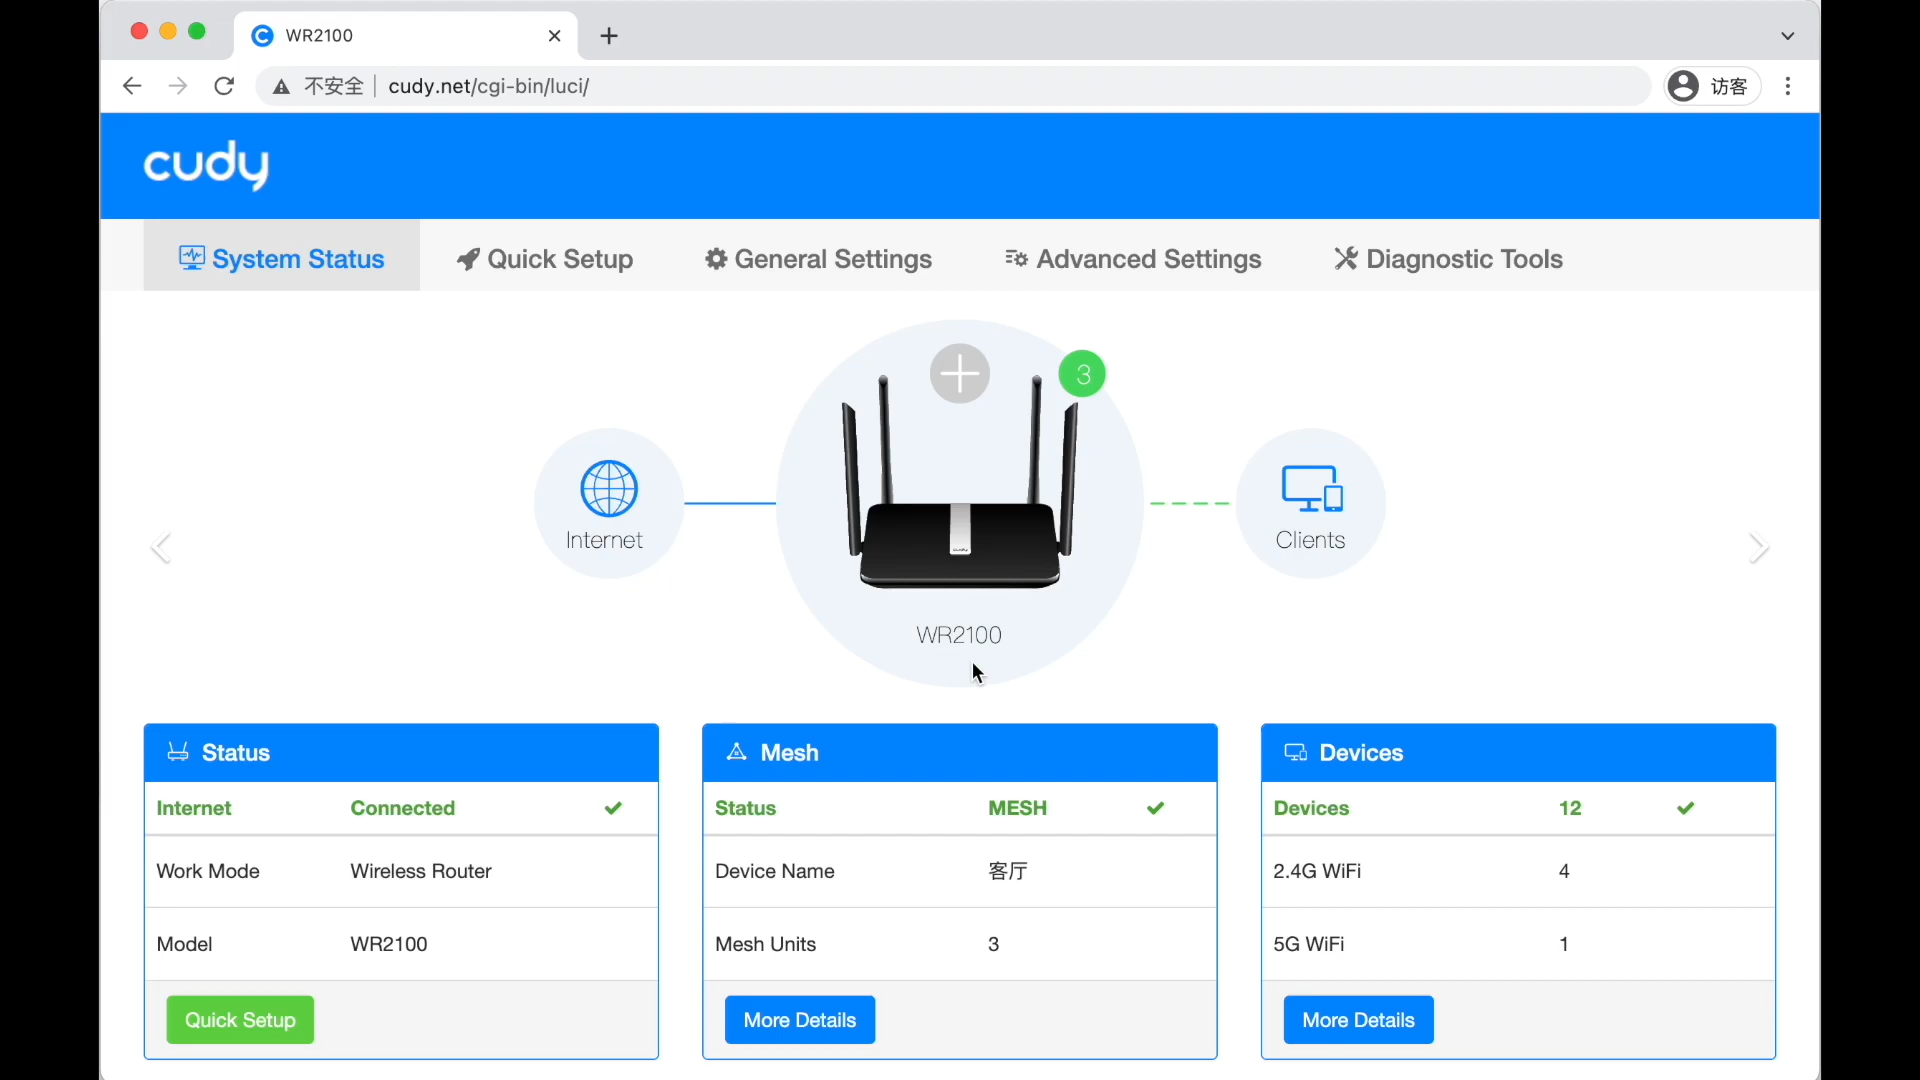 WR2100
不安全 cudy.net/cgi-bin/luci/ 访客
cudy
System Status Quick Setup General Settings Advanced Settings Diagnostic Tools
3
Internet
Clients
WR2100
Status
Internet Connected
Work Mode Wireless Router
Model WR2100
Quick Setup
Mesh
Status MESH
Device Name 客厅
Mesh Units 3
More Details
Devices
Devices 12
2.4G WiFi 4
5G WiFi 1
More Details